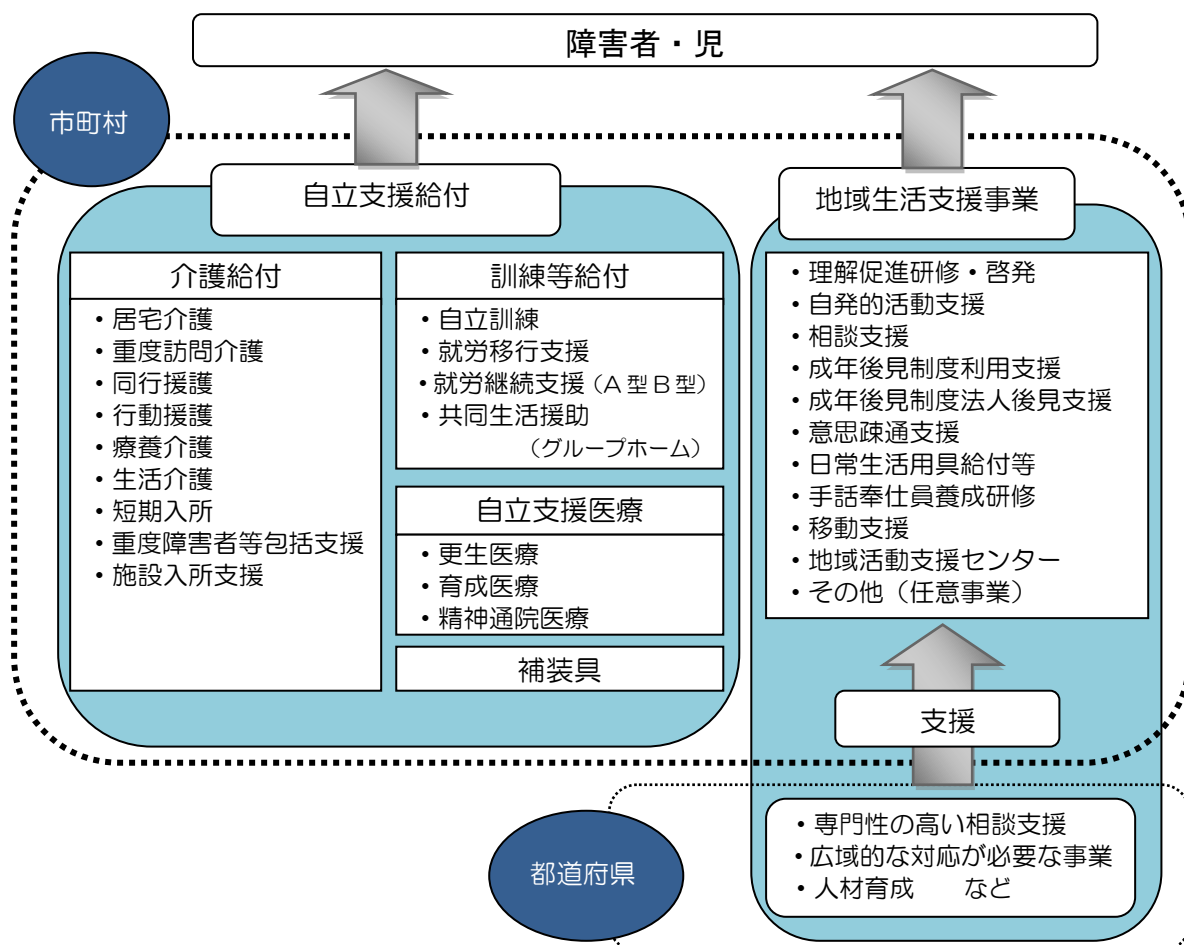 障害者・児
市町村
自立支援給付
介護給付
・居宅介護
・重度訪問介護
・同行援護
・行動援護
・療養介護
・生活介護
・短期入所
・重度障害者等包括支援
・施設入所支援
訓練等給付
・自立訓練
・就労移行支援
・就労継続支援（A型B型）
・共同生活援助
（グループホーム）
自立支援医療
・更生医療
・育成医療
・精神通院医療
補装具
地域生活支援事業
・理解促進研修・啓発
・自発的活動支援
・相談支援
・成年後見制度利用支援
・成年後見制度法人後見支援
・意思疎通支援
・日常生活用具給付等
・手話奉仕員養成研修
・移動支援
・地域活動支援センター
・その他（任意事業）
支援
都道府県
・専門性の高い相談支援
・広域的な対応が必要な事業
・人材育成　など